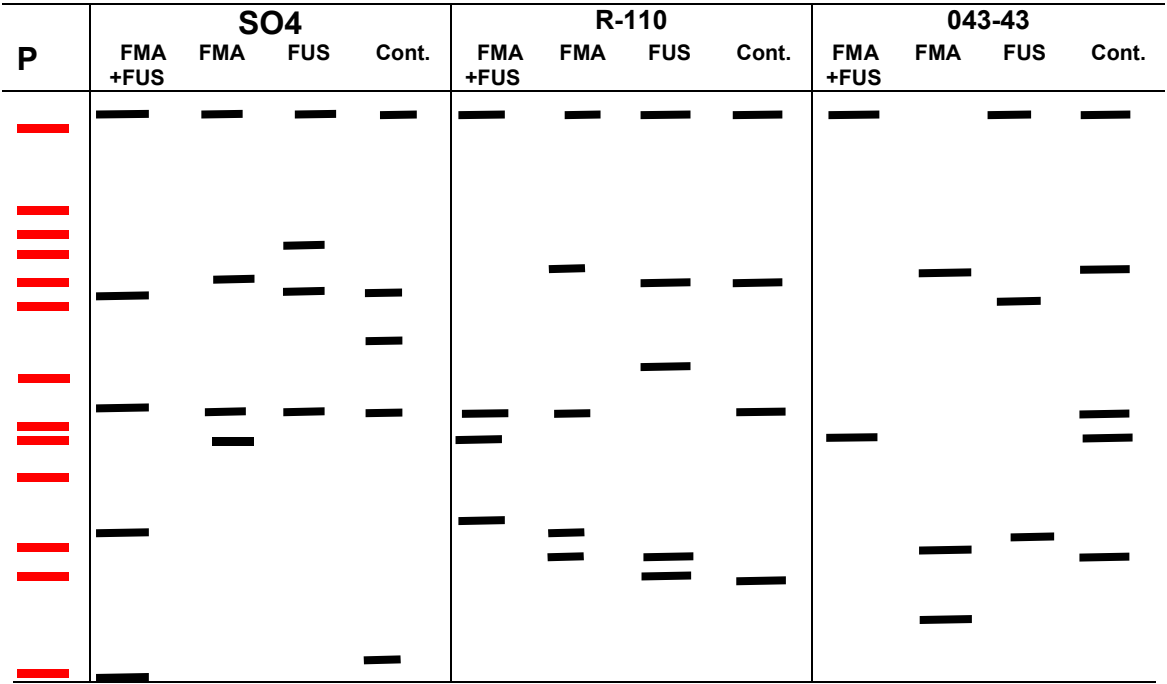 SO4 R-110 043-43
P FMA FMA FUS Cont. FMA FMA FUS Cont. FMA FMA FUS Cont.
+FUS +FUS +FUS